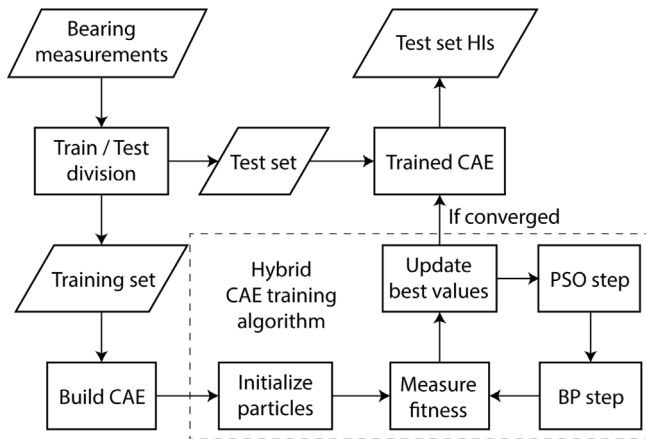 Bearing
measurements
Test set HIs
Train / Test
division
Test set
Trained CAE
If converged
Training set
Hybrid
CAE training
algorithm
Update
best values
PSO step
Build CAE
Initialize
particles
Measure
fitness
BP step